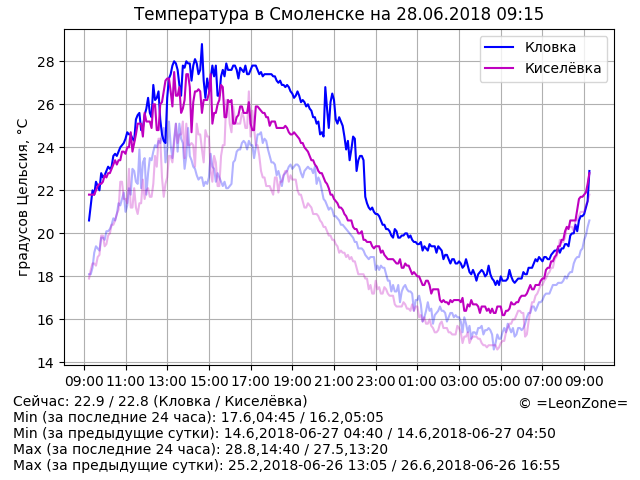 Температура в Смоленске на 28.06.2018 09:15
Кловка
Киселёвка
градусов Цельсия, °C
28
26
24
22
20
18
16
14
09:00 11:00 13:00 15:00 17:00 19:00 21:00 23:00 01:00 03:00 05:00 07:00 09:00
Сейчас: 22.9 / 22.8 (Кловка / Киселёвка)
© =LeonZone=
Min (за последние 24 часа): 17.6,04:45 / 16.2,05:05
Min (за предыдущие сутки): 14.6,2018-06-27 04:40 / 14.6,2018-06-27 04:50
Max (за последние 24 часа): 28.8,14:40 / 27.5,13:20
Max (за предыдущие сутки): 25.2,2018-06-26 13:05 / 26.6,2018-06-26 16:55